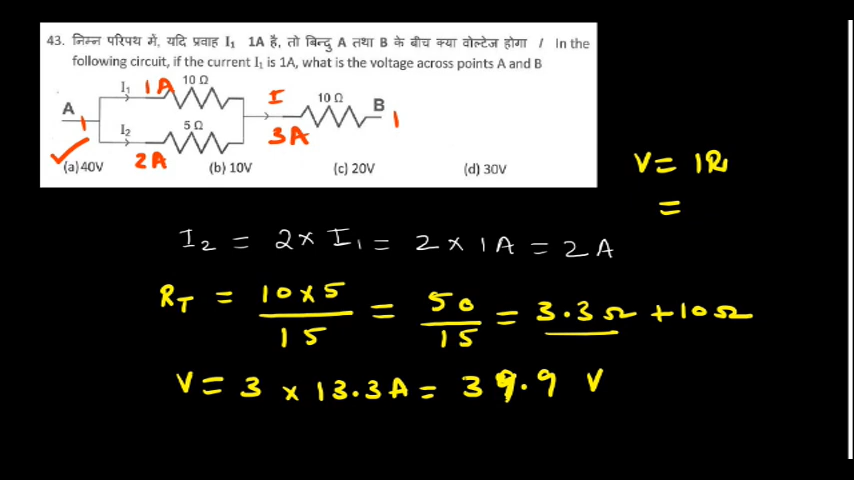 43. निम्न परिपथ में, यदि प्रवाह I₁ 1A है, तो बिन्दु A तथा B के बीच क्या वोल्टेज होगा / In the
following circuit, if the current I₁ is 1A, what is the voltage across points A and B
I₁ 1A 10 Ω
I 10 Ω
A B
1 1
I₂ 5 Ω
3A
2A
(a) 40V (b) 10V (c) 20V (d) 30V
V = IR
=
I₂ = 2 × I₁ = 2 × 1A = 2A
R_T = 10×5/15 = 50/15 = 3.3Ω + 10Ω
V = 3 × 13.3A = 39.9 V